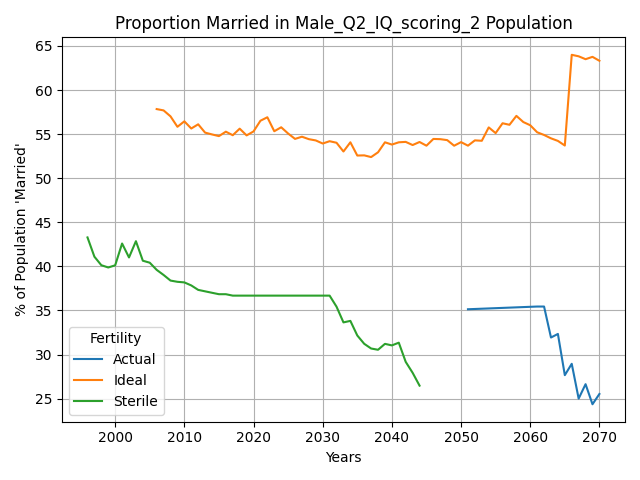 Proportion Married in Male_Q2_IQ_scoring_2 Population
% of Population 'Married'
65
60
55
50
45
40
35
30
25
Fertility
Actual
Ideal
Sterile
2000 2010 2020 2030 2040 2050 2060 2070
Years